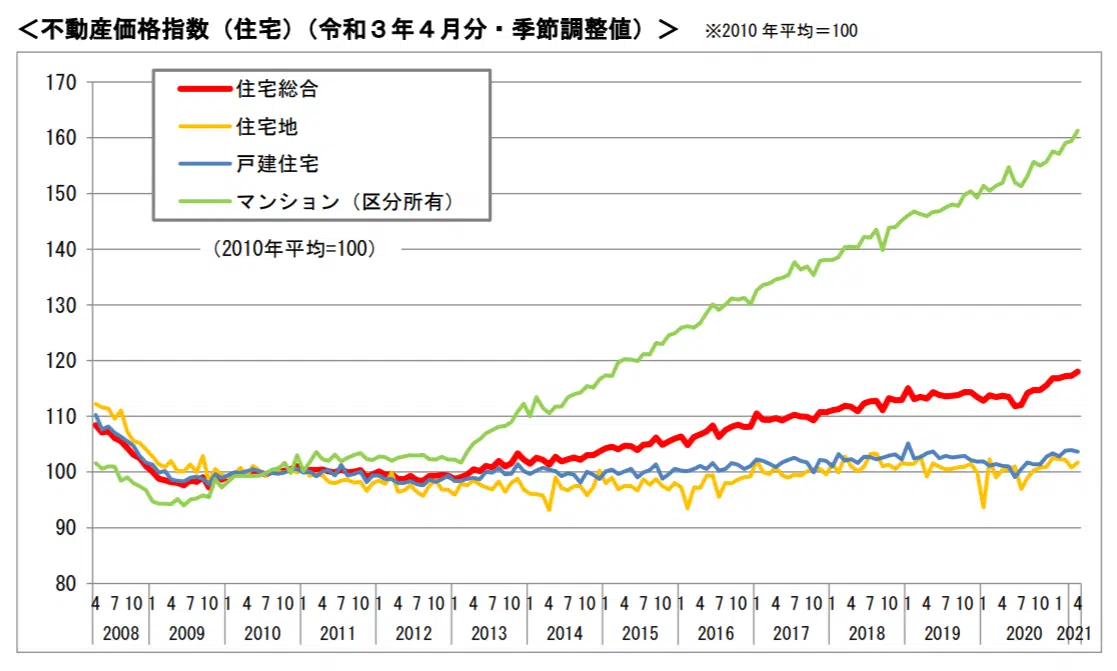 ＜不動産価格指数（住宅）（令和３年４月分・季節調整値）＞ ※2010年平均＝100
170
160
150
140
130
120
110
100
90
80
住宅総合
住宅地
戸建住宅
マンション（区分所有）
（2010年平均=100）
4 7 10 1 4 7 10 1 4 7 10 1 4 7 10 1 4 7 10 1 4 7 10 1 4 7 10 1 4 7 10 1 4 7 10 1 4 7 10 1 4 7 10 1 4 7 10 1 4 7 10 1 4
2008 2009 2010 2011 2012 2013 2014 2015 2016 2017 2018 2019 2020 2021